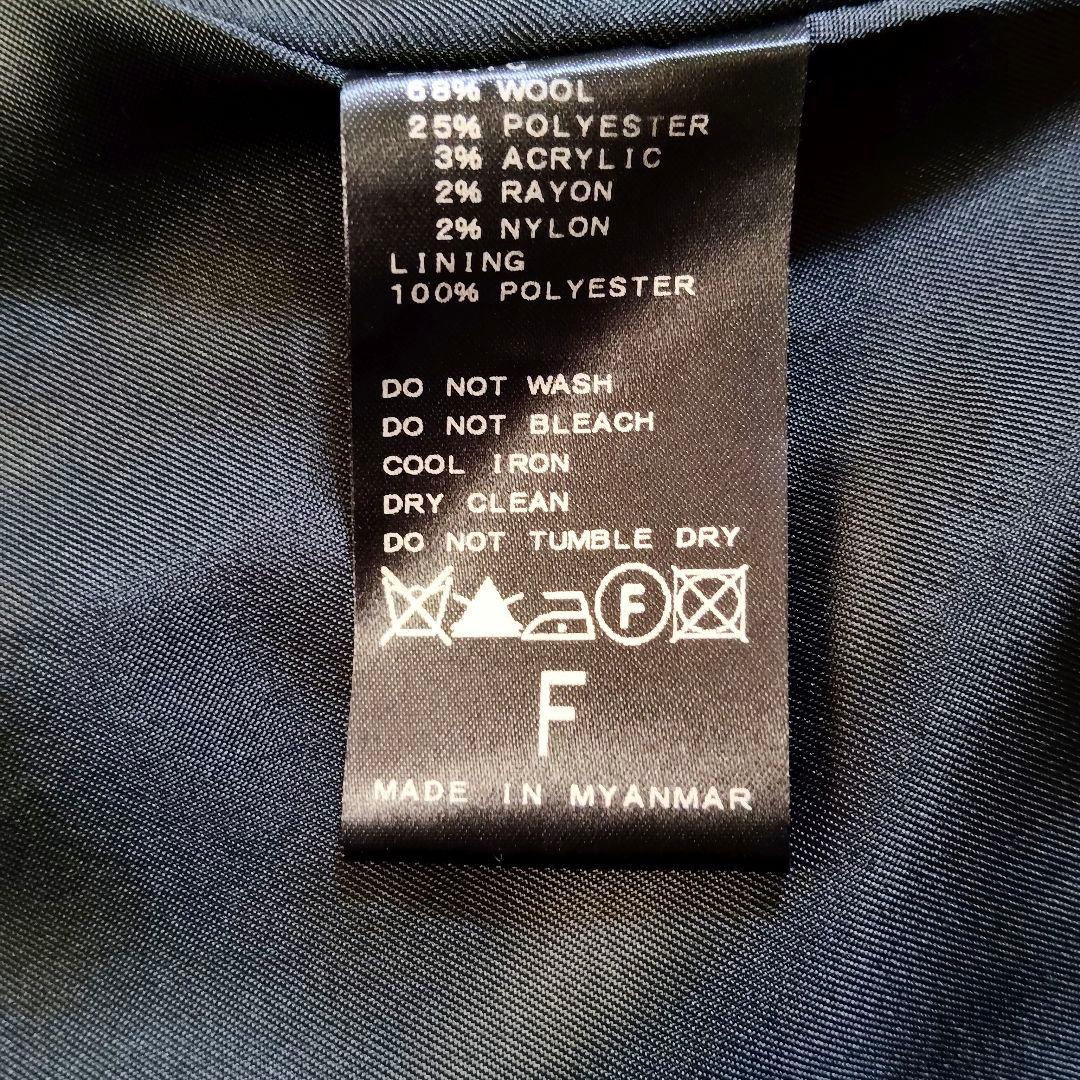 68% WOOL
25% POLYESTER
3% ACRYLIC
2% RAYON
2% NYLON
LINING
100% POLYESTER
DO NOT WASH
DO NOT BLEACH
COOL IRON
DRY CLEAN
DO NOT TUMBLE DRY
F
F
MADE IN MYANMAR